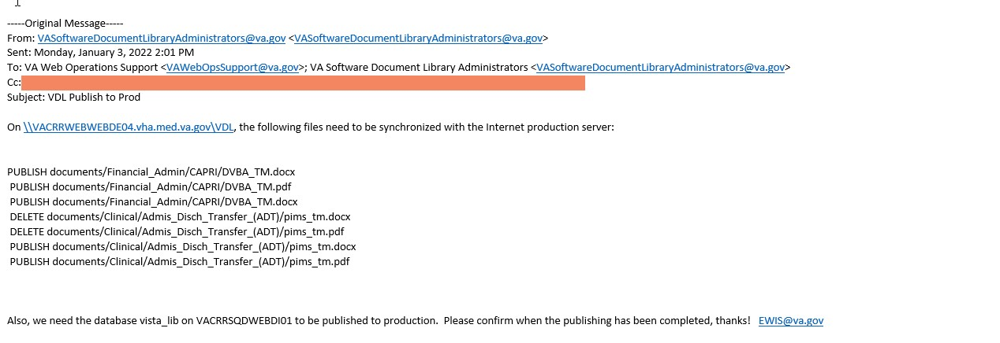 -----Original Message-----
From: VASoftwareDocumentLibraryAdministrators@va.gov <VASoftwareDocumentLibraryAdministrators@va.gov>
Sent: Monday, January 3, 2022 2:01 PM
To: VA Web Operations Support <VAWebOpsSupport@va.gov>; VA Software Document Library Administrators <VASoftwareDocumentLibraryAdministrators@va.gov>
Cc:
Subject: VDL Publish to Prod
On \\VACRRWEBWEBDE04.vha.med.va.gov\VDL, the following files need to be synchronized with the Internet production server:
PUBLISH documents/Financial_Admin/CAPRI/DVBA_TM.docx
PUBLISH documents/Financial_Admin/CAPRI/DVBA_TM.pdf
PUBLISH documents/Financial_Admin/CAPRI/DVBA_TM.docx
DELETE documents/Clinical/Admis_Disch_Transfer_(ADT)/pims_tm.docx
DELETE documents/Clinical/Admis_Disch_Transfer_(ADT)/pims_tm.pdf
PUBLISH documents/Clinical/Admis_Disch_Transfer_(ADT)/pims_tm.docx
PUBLISH documents/Clinical/Admis_Disch_Transfer_(ADT)/pims_tm.pdf
Also, we need the database vista_lib on VACRRSQDWEBDI01 to be published to production.  Please confirm when the publishing has been completed, thanks!   EWIS@va.gov